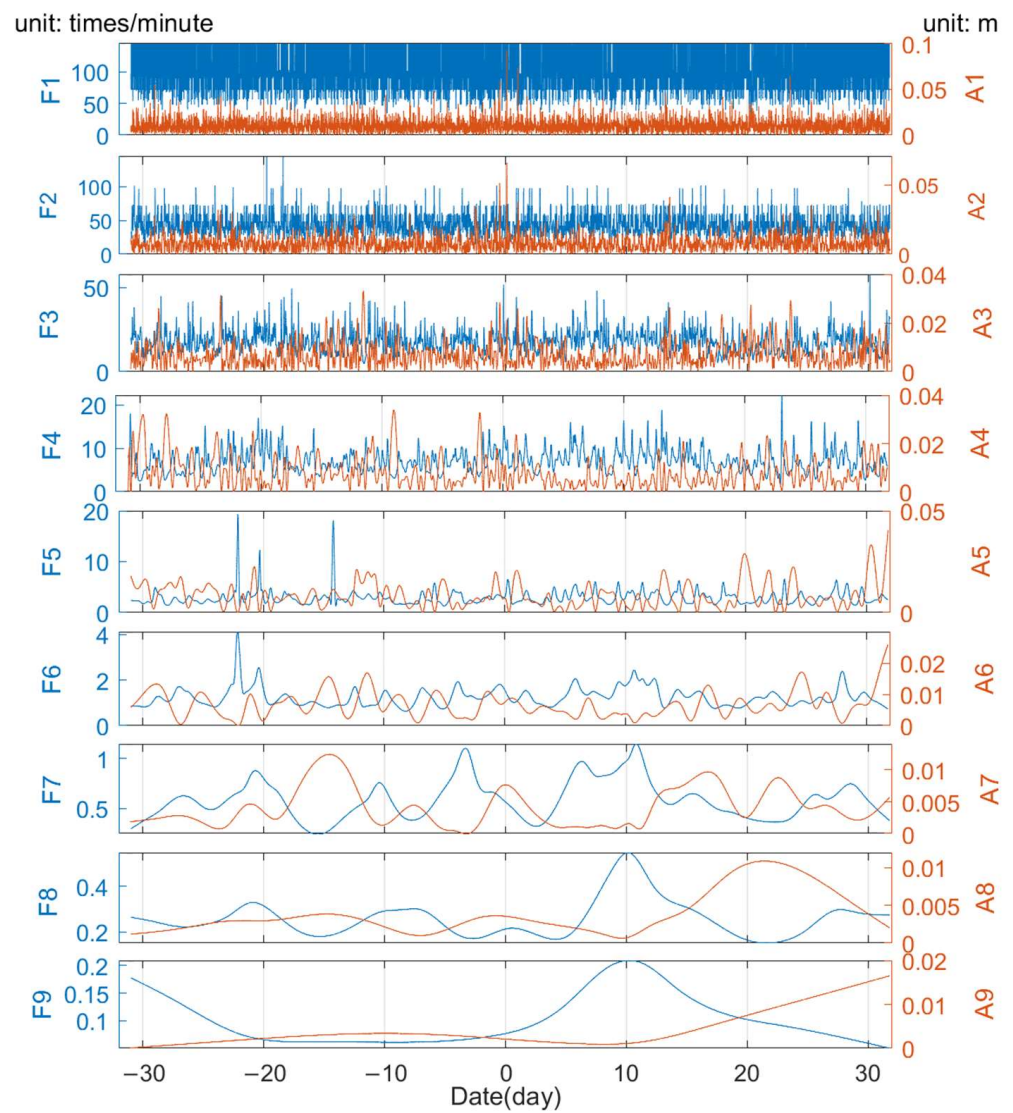 unit: times/minute unit: m
F1 100 50 0 0.1 0.05 0 A1
F2 100 50 0 0.05 0 A2
F3 50 0 0.04 0.02 0 A3
F4 20 10 0 0.04 0.02 0 A4
F5 20 10 0 0.05 0 A5
F6 4 2 0 0.02 0.01 0 A6
F7 1 0.5 0.01 0.005 0 A7
F8 0.4 0.2 0.01 0.005 0 A8
F9 0.2 0.15 0.1 0.02 0.01 0 A9
−30 −20 −10 0 10 20 30
Date(day)